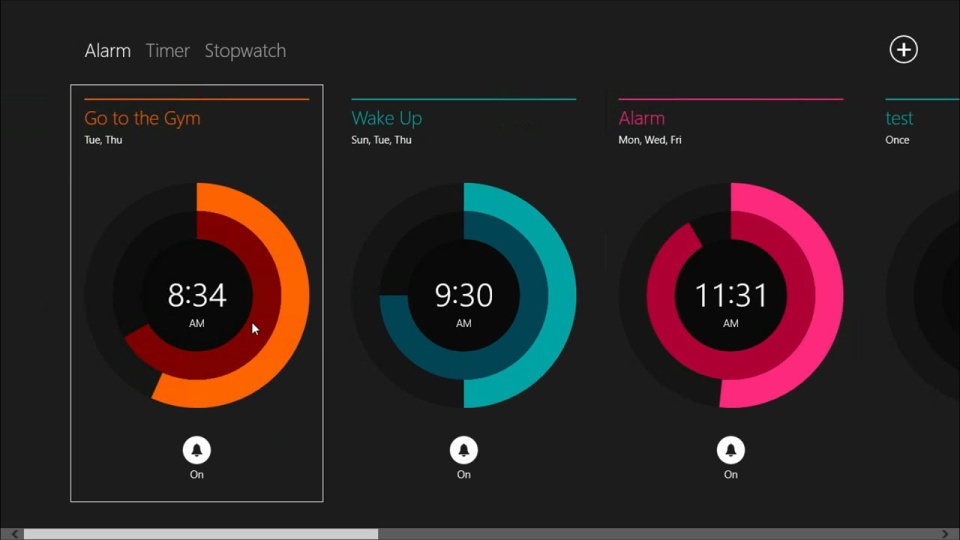 Alarm Timer Stopwatch
Go to the Gym
Tue, Thu
8:34
AM
On
Wake Up
Sun, Tue, Thu
9:30
AM
On
Alarm
Mon, Wed, Fri
11:31
AM
On
test
Once